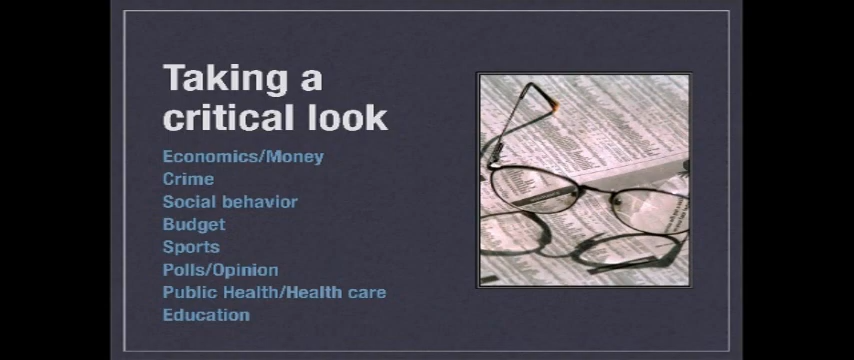 Taking a
critical look
Economics/Money
Crime
Social behavior
Budget
Sports
Polls/Opinion
Public Health/Health care
Education